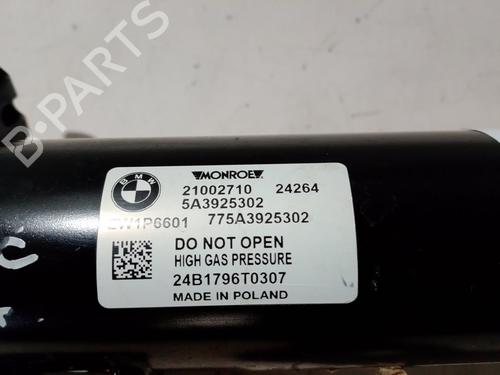 BMW
MONROE
21002710 24264
5A3925302
EW1P6601 775A3925302
DO NOT OPEN
HIGH GAS PRESSURE
24B1796T0307
MADE IN POLAND
B-PARTS
C